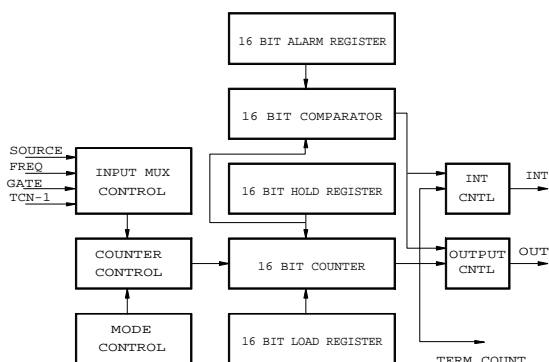 16 BIT ALARM REGISTER
16 BIT COMPARATOR
SOURCE
FREQ
GATE
TCN-1
INPUT MUX
CONTROL
16 BIT HOLD REGISTER
INT
CNTL
INT
COUNTER
CONTROL
16 BIT COUNTER
OUTPUT
CNTL
OUT
MODE
CONTROL
16 BIT LOAD REGISTER
TERM COUNT